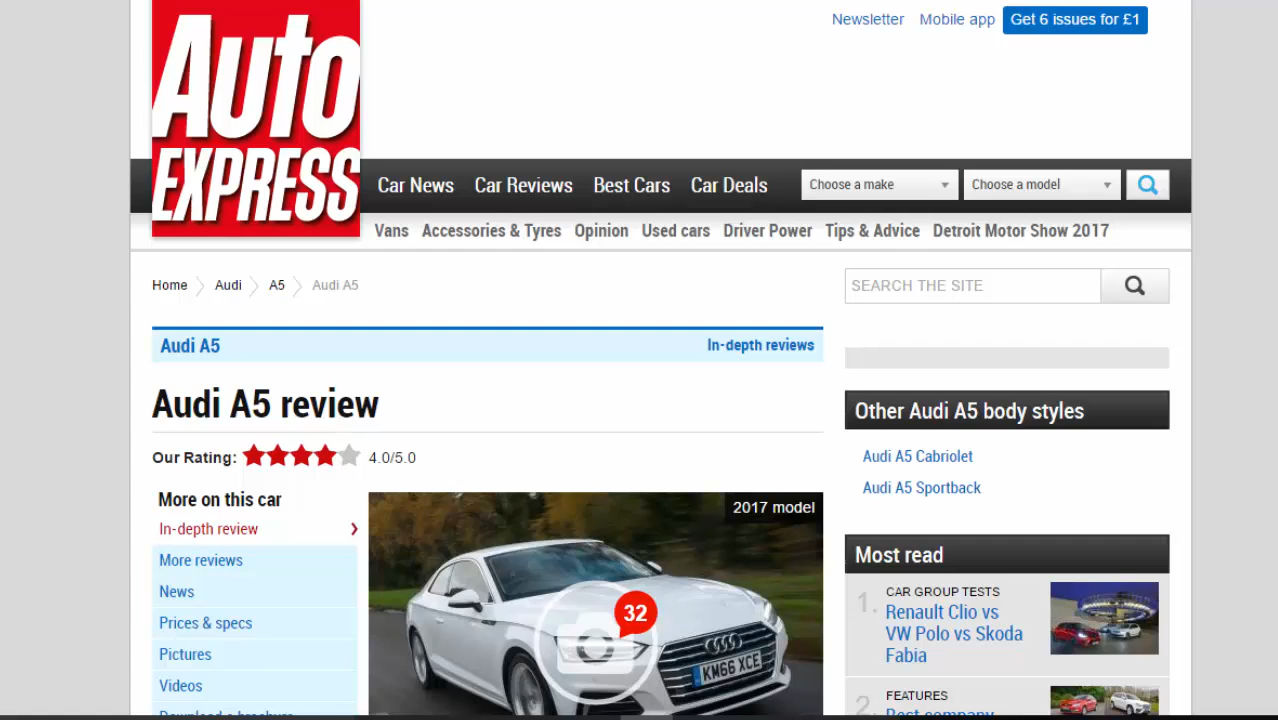 Auto
EXPRESS
Newsletter Mobile app Get 6 issues for £1
Car News Car Reviews Best Cars Car Deals Choose a make Choose a model
Vans Accessories & Tyres Opinion Used cars Driver Power Tips & Advice Detroit Motor Show 2017
Home Audi A5 Audi A5
SEARCH THE SITE
Audi A5 In-depth reviews
Audi A5 review
Our Rating: 4.0/5.0
More on this car
In-depth review
More reviews
News
Prices & specs
Pictures
Videos
2017 model
32
KM66 XCE
Other Audi A5 body styles
Audi A5 Cabriolet
Audi A5 Sportback
Most read
1. CAR GROUP TESTS
Renault Clio vs
VW Polo vs Skoda
Fabia
2. FEATURES
Best company